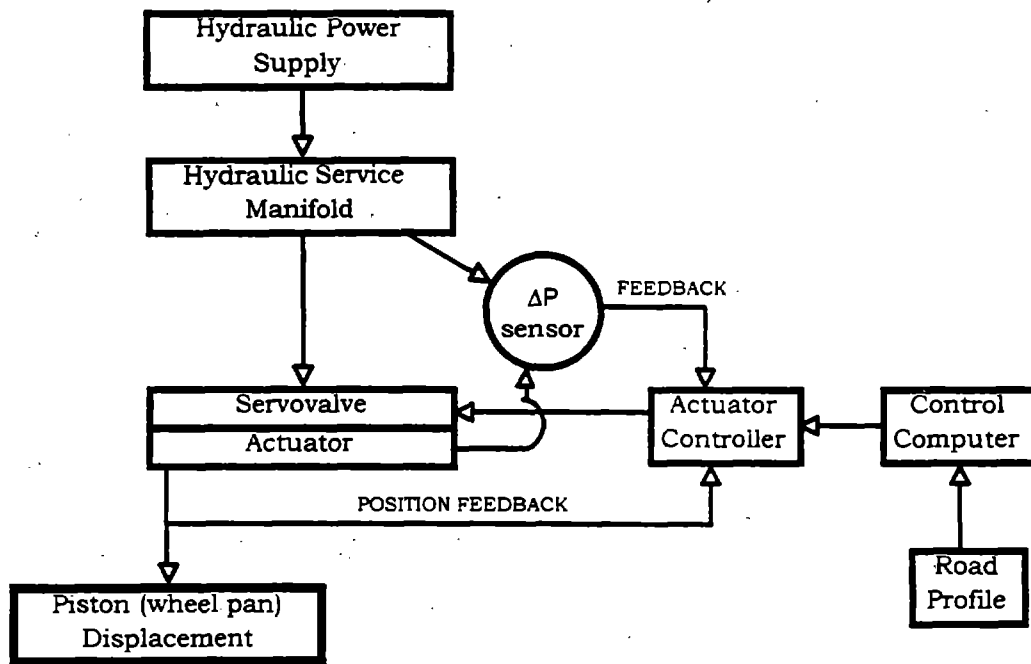 Hydraulic Power
Supply
Hydraulic Service
Manifold
ΔP
sensor
FEEDBACK
Servovalve
Actuator
Actuator
Controller
Control
Computer
POSITION FEEDBACK
Piston (wheel pan)
Displacement
Road
Profile